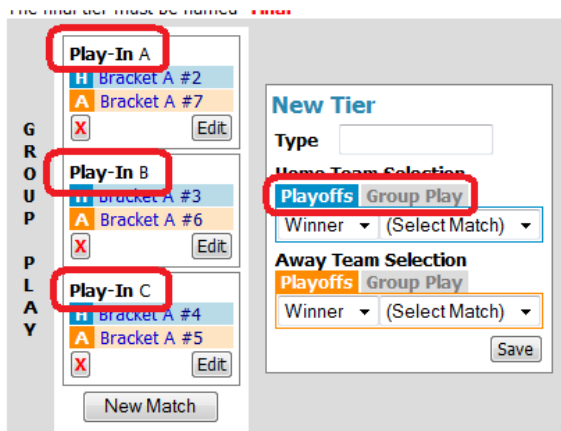 The final tier must be named "Final"
Play-In A
H Bracket A #2
A Bracket A #7
X Edit
Play-In B
H Bracket A #3
A Bracket A #6
X Edit
Play-In C
H Bracket A #4
A Bracket A #5
X Edit
New Match
GROUP PLAY
New Tier
Type
Home Team Selection
Playoffs Group Play
Winner (Select Match)
Away Team Selection
Playoffs Group Play
Winner (Select Match)
Save